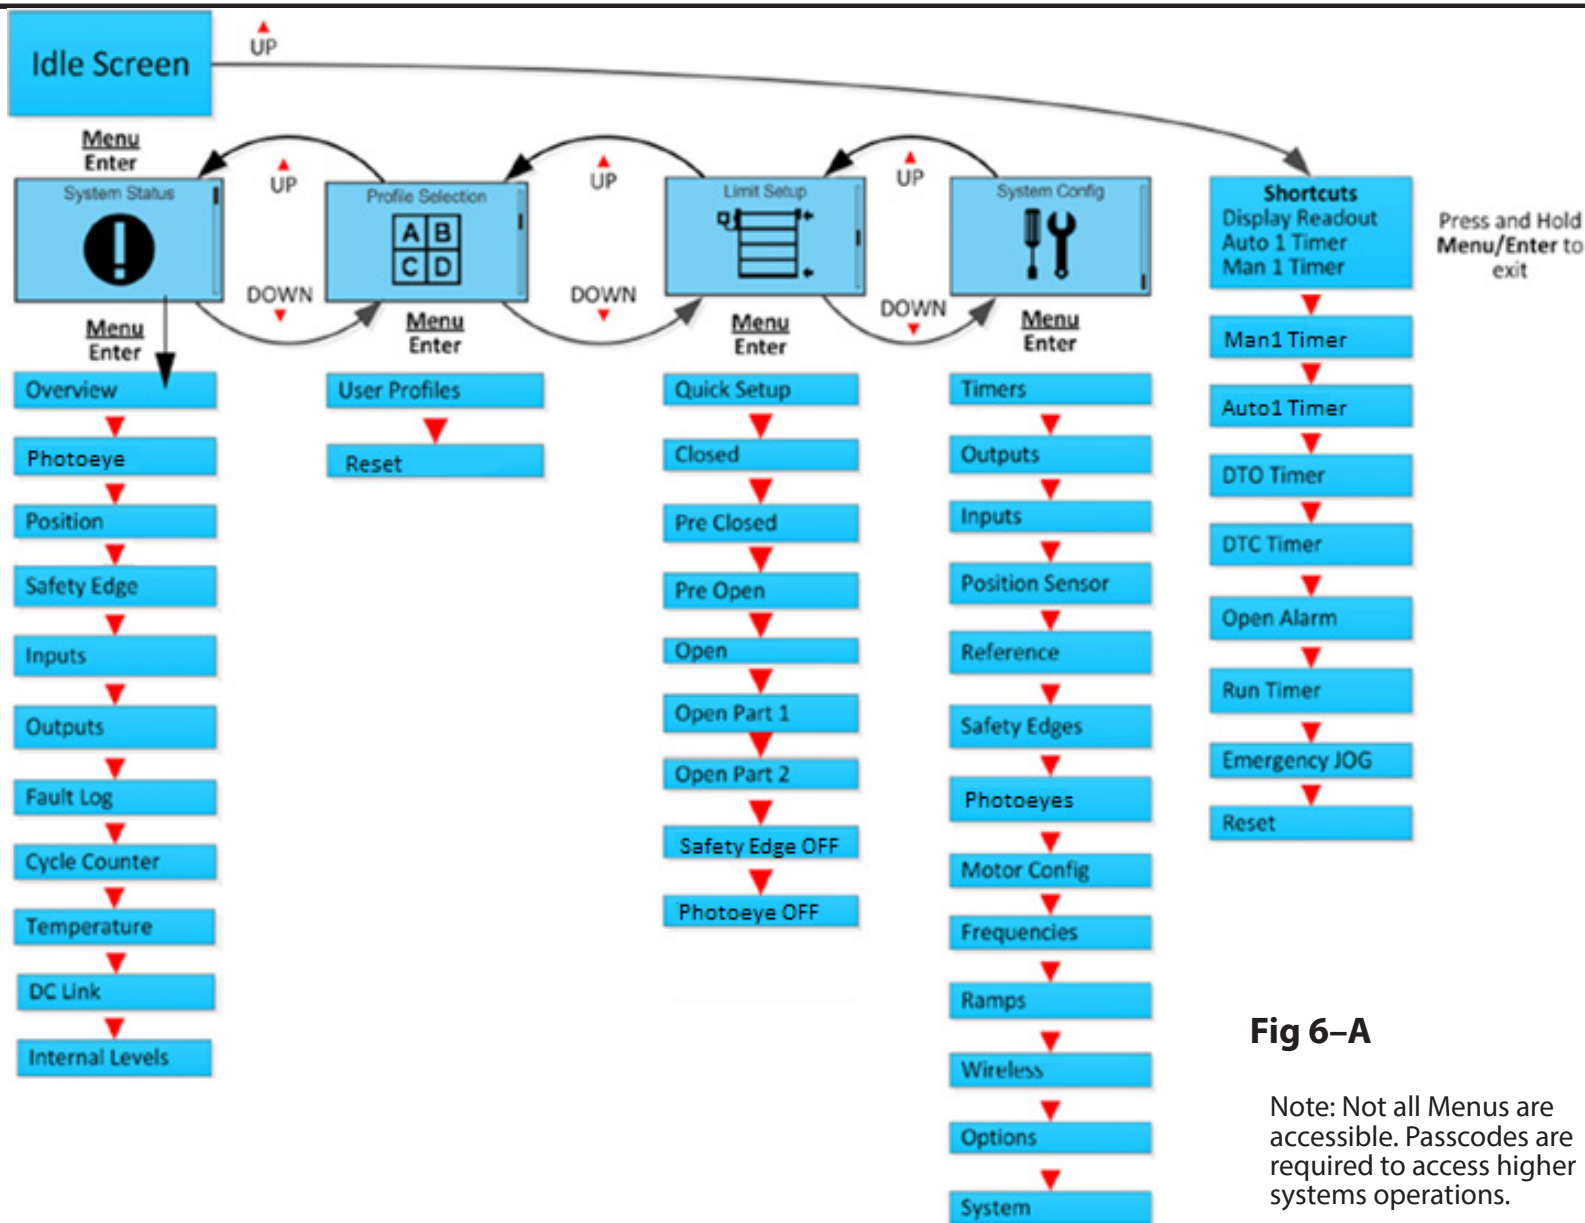 Idle Screen
UP
Menu
Enter
System Status
Menu
Enter
UP
DOWN
Profile Selection
A B
C D
Menu
Enter
UP
DOWN
Limit Setup
Menu
Enter
UP
DOWN
System Config
Menu
Enter
Shortcuts
Display Readout
Auto 1 Timer
Man 1 Timer
Press and Hold
Menu/Enter to
exit
Overview
Photoeye
Position
Safety Edge
Inputs
Outputs
Fault Log
Cycle Counter
Temperature
DC Link
Internal Levels
User Profiles
Reset
Quick Setup
Closed
Pre Closed
Pre Open
Open
Open Part 1
Open Part 2
Safety Edge OFF
Photoeye OFF
Timers
Outputs
Inputs
Position Sensor
Reference
Safety Edges
Photoeyes
Motor Config
Frequencies
Ramps
Wireless
Options
System
Man1 Timer
Auto1 Timer
DTO Timer
DTC Timer
Open Alarm
Run Timer
Emergency JOG
Reset
Fig 6–A
Note: Not all Menus are
accessible. Passcodes are
required to access higher
systems operations.